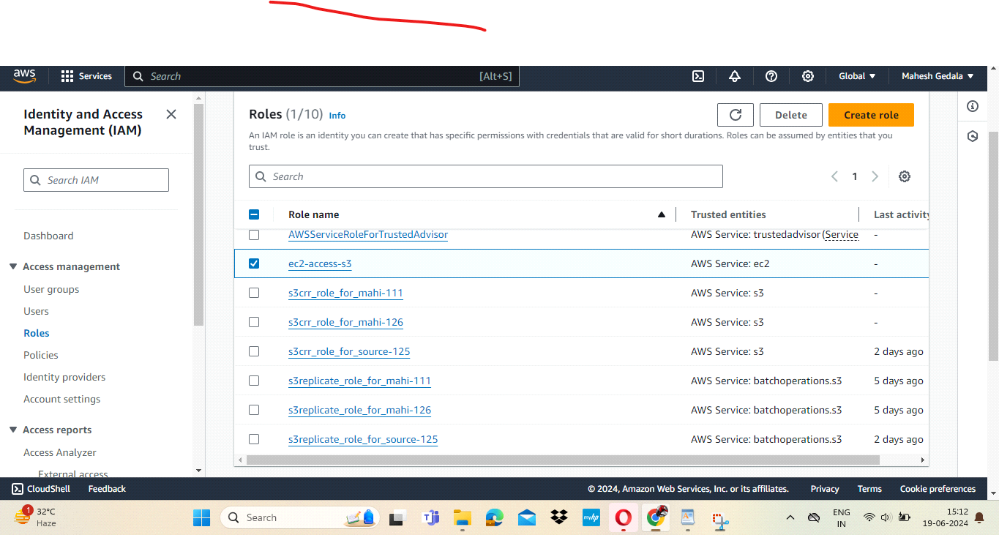 aws
Services
Search
[Alt+S]
Global ▼
Mahesh Gedala ▼
Identity and Access
Management (IAM)
Search IAM
Dashboard
Access management
User groups
Users
Roles
Policies
Identity providers
Account settings
Access reports
Access Analyzer
External access
Roles (1/10) Info
Delete
Create role
An IAM role is an identity you can create that has specific permissions with credentials that are valid for short durations. Roles can be assumed by entities that you
trust.
Search
1
Role name Trusted entities Last activity
AWSServiceRoleForTrustedAdvisor AWS Service: trustedadvisor (Service -
ec2-access-s3 AWS Service: ec2 -
s3crr_role_for_mahi-111 AWS Service: s3 -
s3crr_role_for_mahi-126 AWS Service: s3 -
s3crr_role_for_source-125 AWS Service: s3 2 days ago
s3replicate_role_for_mahi-111 AWS Service: batchoperations.s3 5 days ago
s3replicate_role_for_mahi-126 AWS Service: batchoperations.s3 5 days ago
s3replicate_role_for_source-125 AWS Service: batchoperations.s3 2 days ago
CloudShell Feedback © 2024, Amazon Web Services, Inc. or its affiliates. Privacy Terms Cookie preferences
1
32°C
Haze
Search
myhp
ENG
IN
15:12
19-06-2024